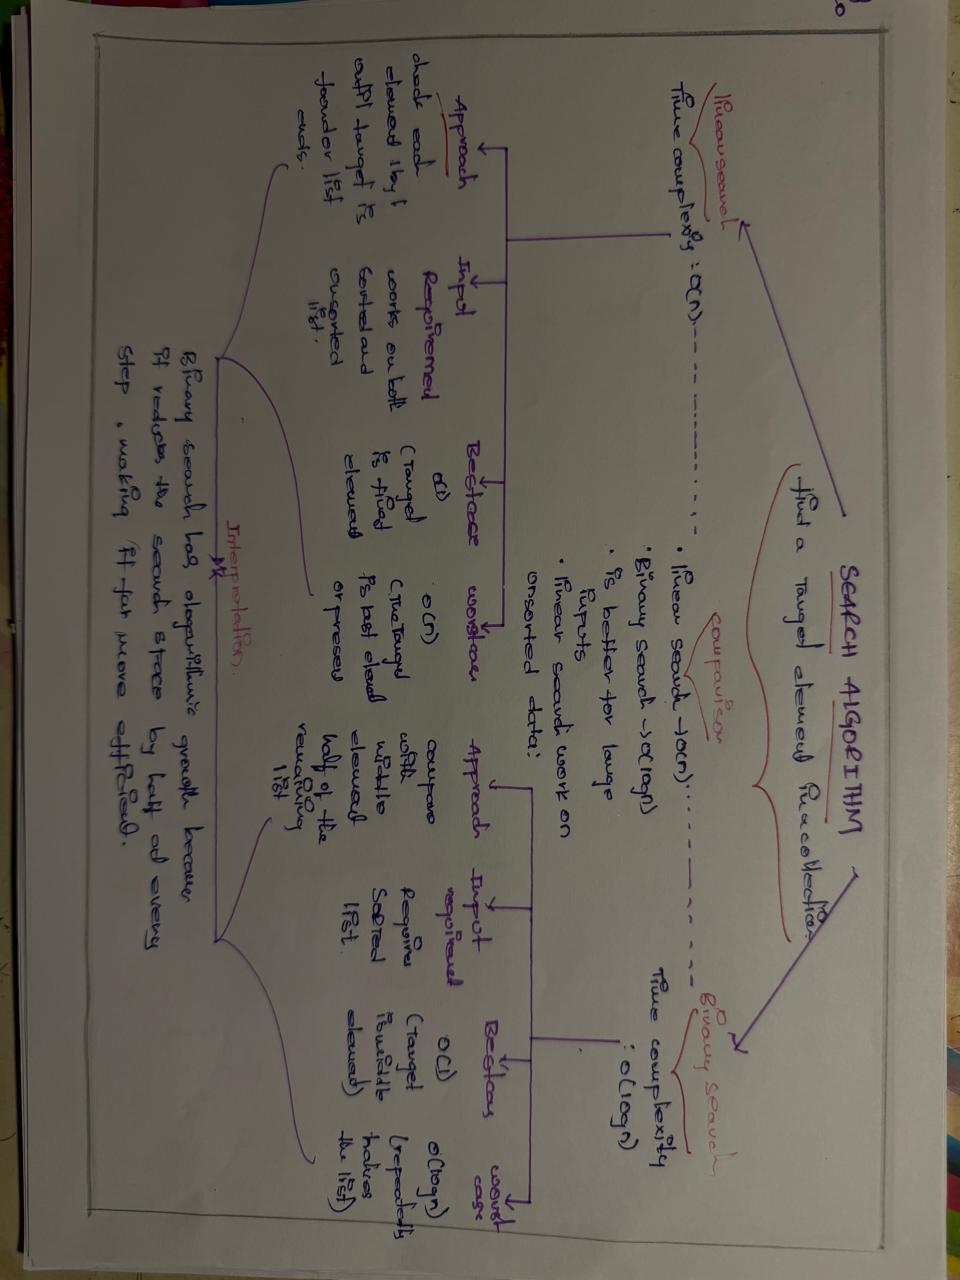 SEARCH ALGORITHM
find a Target element in a collection
linear search
Time complexity : O(n)
comparison
• linear search → O(n)
• Binary search → O(logn)
• is better for large
inputs
• linear search work on
unsorted data:
Binary search
Time complexity
: O(logn)
Approach
check each
element 1 by 1
until target is
found or list
ends.
Input
Requirement
works on both
Sorted and
unsorted
list.
Best case
O(1)
(Target
is first
element
worst case
O(n)
(The Target
is last element
or present
Approach
compare
with
middle
element
half of the
remaining
list
Input
required
Requires
SORTED
list.
Best case
O(1)
(Target
is middle
element)
worst
case
O(logn)
(repeatedly
halves
the list)
Interpretation
Binary search has logarithmic growth because
it reduces the search space by half at every
step, making it far more efficient.